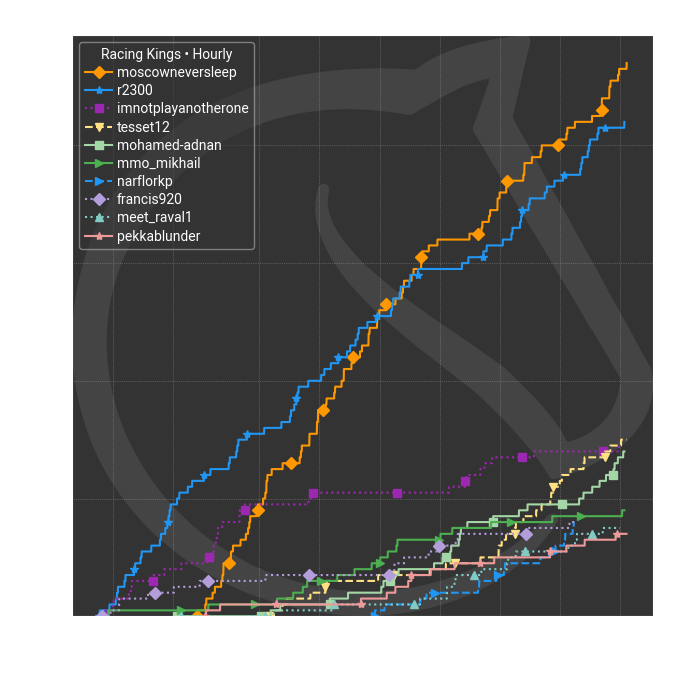 Racing Kings • Hourly
moscowneversleep
r2300
imnotplayanotherone
tesset12
mohamed-adnan
mmo_mikhail
narflorkp
francis920
meet_raval1
pekkablunder